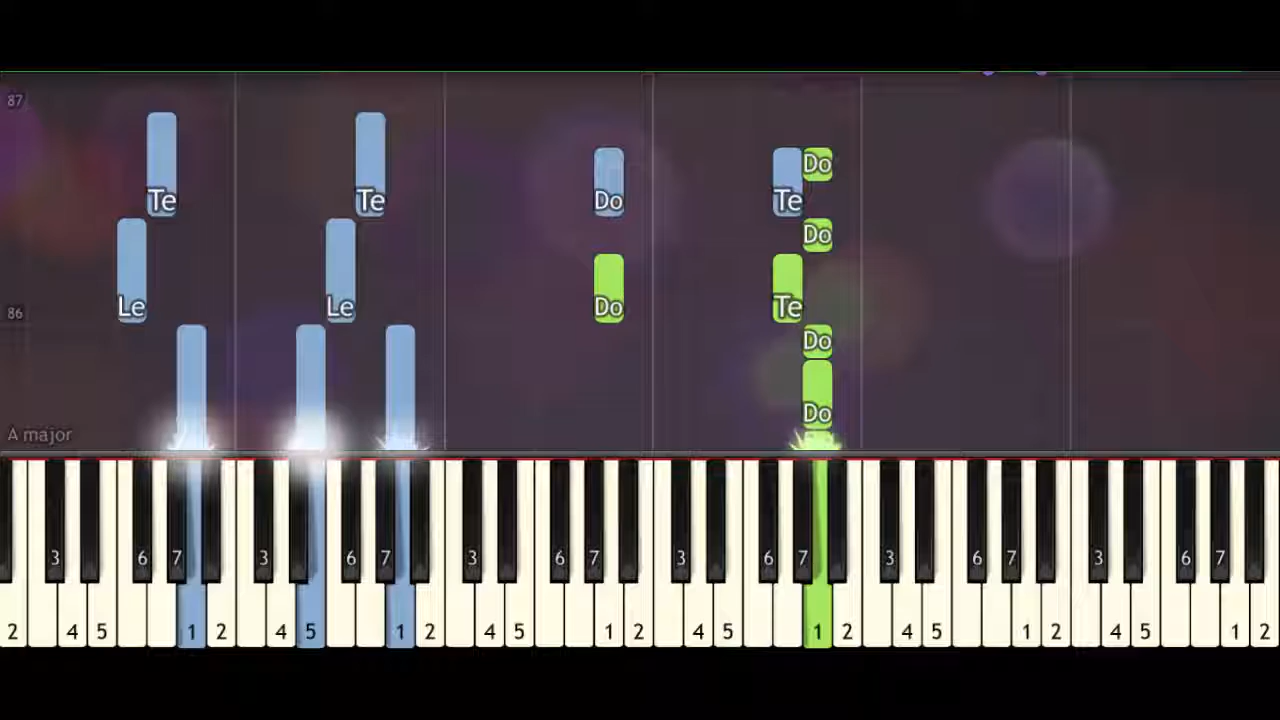 87
Do
Te Te Do Te
Do
Le Le Do Te
86
Do
Do
A major
3 6 7 3 6 7 3 6 7 3 6 7 3 6 7 3 6 7
2 4 5 1 2 4 5 1 2 4 5 1 2 4 5 1 2 4 5 1 2 4 5 1 2